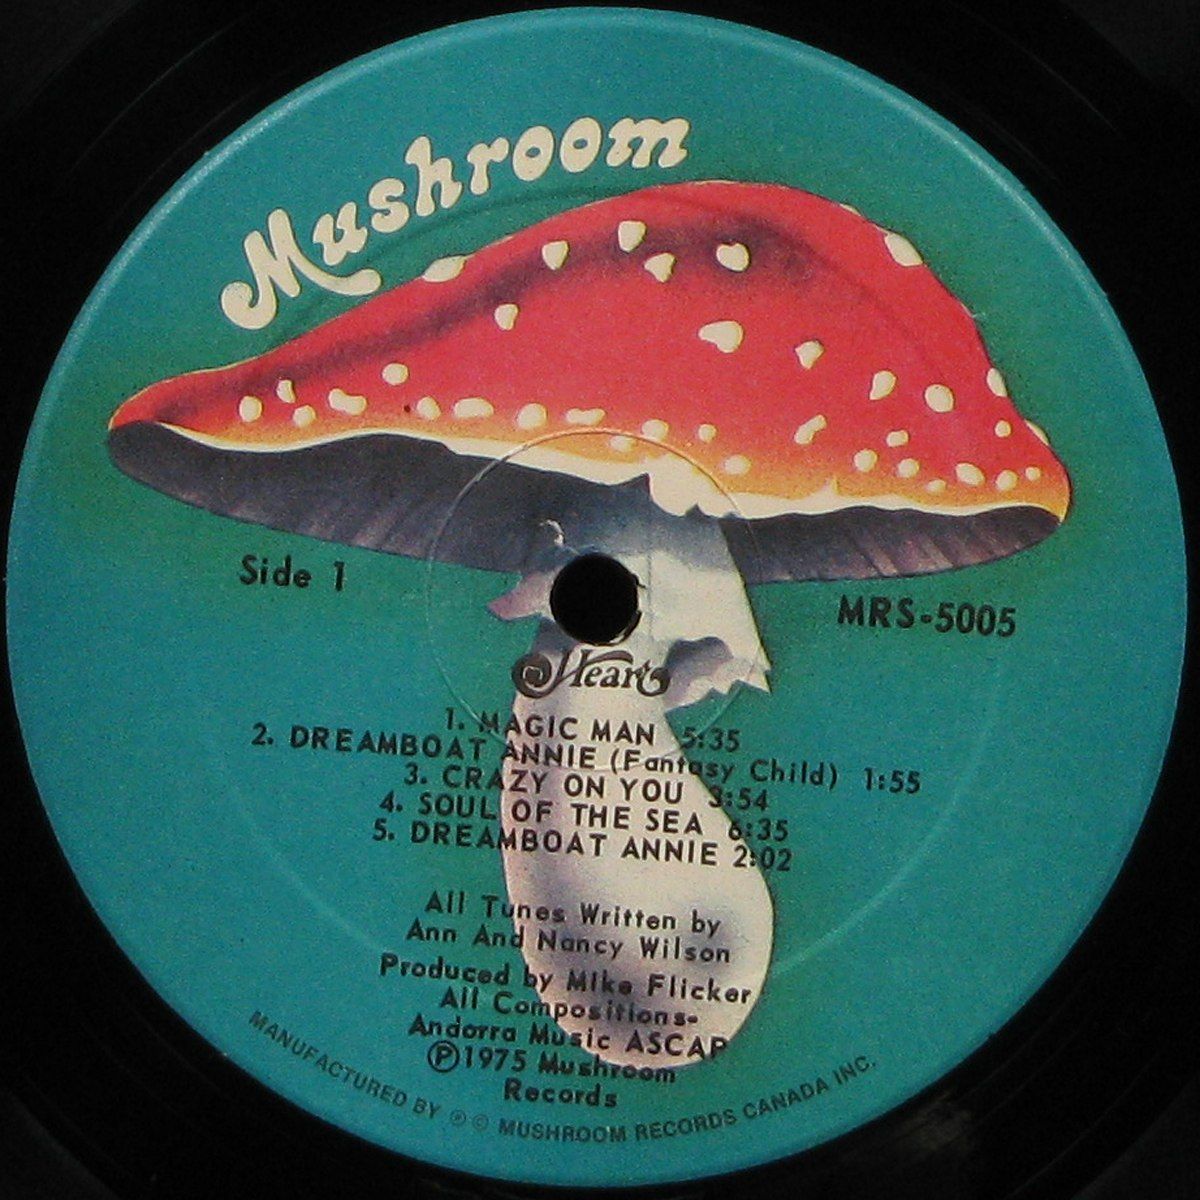 Mushroom
Side 1
MRS-5005
Heart
1. MAGIC MAN 5:35
2. DREAMBOAT ANNIE (Fantasy Child) 1:55
3. CRAZY ON YOU 3:54
4. SOUL OF THE SEA 6:35
5. DREAMBOAT ANNIE 2:02
All Tunes Written by
Ann And Nancy Wilson
Produced by Mike Flicker
All Compositions-
Andorra Music ASCAP
℗1975 Mushroom
Records
MANUFACTURED BY ℗ © MUSHROOM RECORDS CANADA INC.